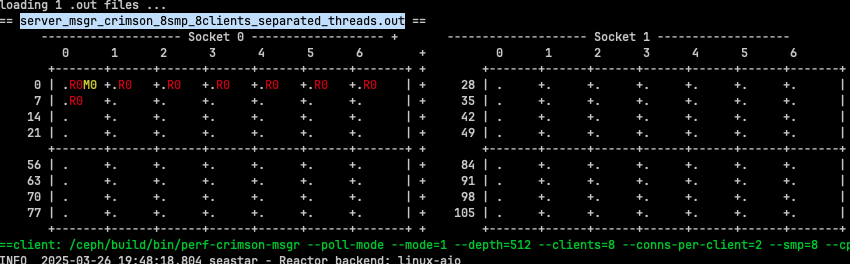 loading 1 .out files ...
== server_msgr_crimson_8smp_8clients_separated_threads.out ==
-------------------- Socket 0 -------------------- + -------------------- Socket 1 --------------------
0 1 2 3 4 5 6 + 0 1 2 3 4 5 6
+------+------+------+------+------+------+-------+ + +------+------+------+------+------+------+-------+
0 | .R0M0 +.R0 +.R0 +.R0 +.R0 +.R0 +.R0 | + 28 | . +. +. +. +. +. +. |
7 | .R0 +. +. +. +. +. +. | + 35 | . +. +. +. +. +. +. |
14 | . +. +. +. +. +. +. | + 42 | . +. +. +. +. +. +. |
21 | . +. +. +. +. +. +. | + 49 | . +. +. +. +. +. +. |
+------+------+------+------+------+------+-------+ + +------+------+------+------+------+------+-------+
56 | . +. +. +. +. +. +. | + 84 | . +. +. +. +. +. +. |
63 | . +. +. +. +. +. +. | + 91 | . +. +. +. +. +. +. |
70 | . +. +. +. +. +. +. | + 98 | . +. +. +. +. +. +. |
77 | . +. +. +. +. +. +. | + 105 | . +. +. +. +. +. +. |
+------+------+------+------+------+------+-------+ + +------+------+------+------+------+------+-------+
==client: /ceph/build/bin/perf-crimson-msgr --poll-mode --mode=1 --depth=512 --clients=8 --conns-per-client=2 --smp=8 --cp
INFO 2025-03-26 19:48:18,804 seastar - Reactor backend: linux-aio